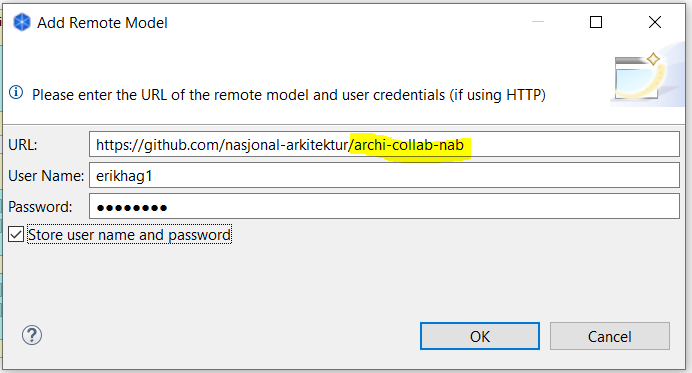 Add Remote Model
Please enter the URL of the remote model and user credentials (if using HTTP)
URL: https://github.com/nasjonal-arkitektur/archi-collab-nab
User Name: erikhag1
Password: ●●●●●●●●
Store user name and password
OK Cancel